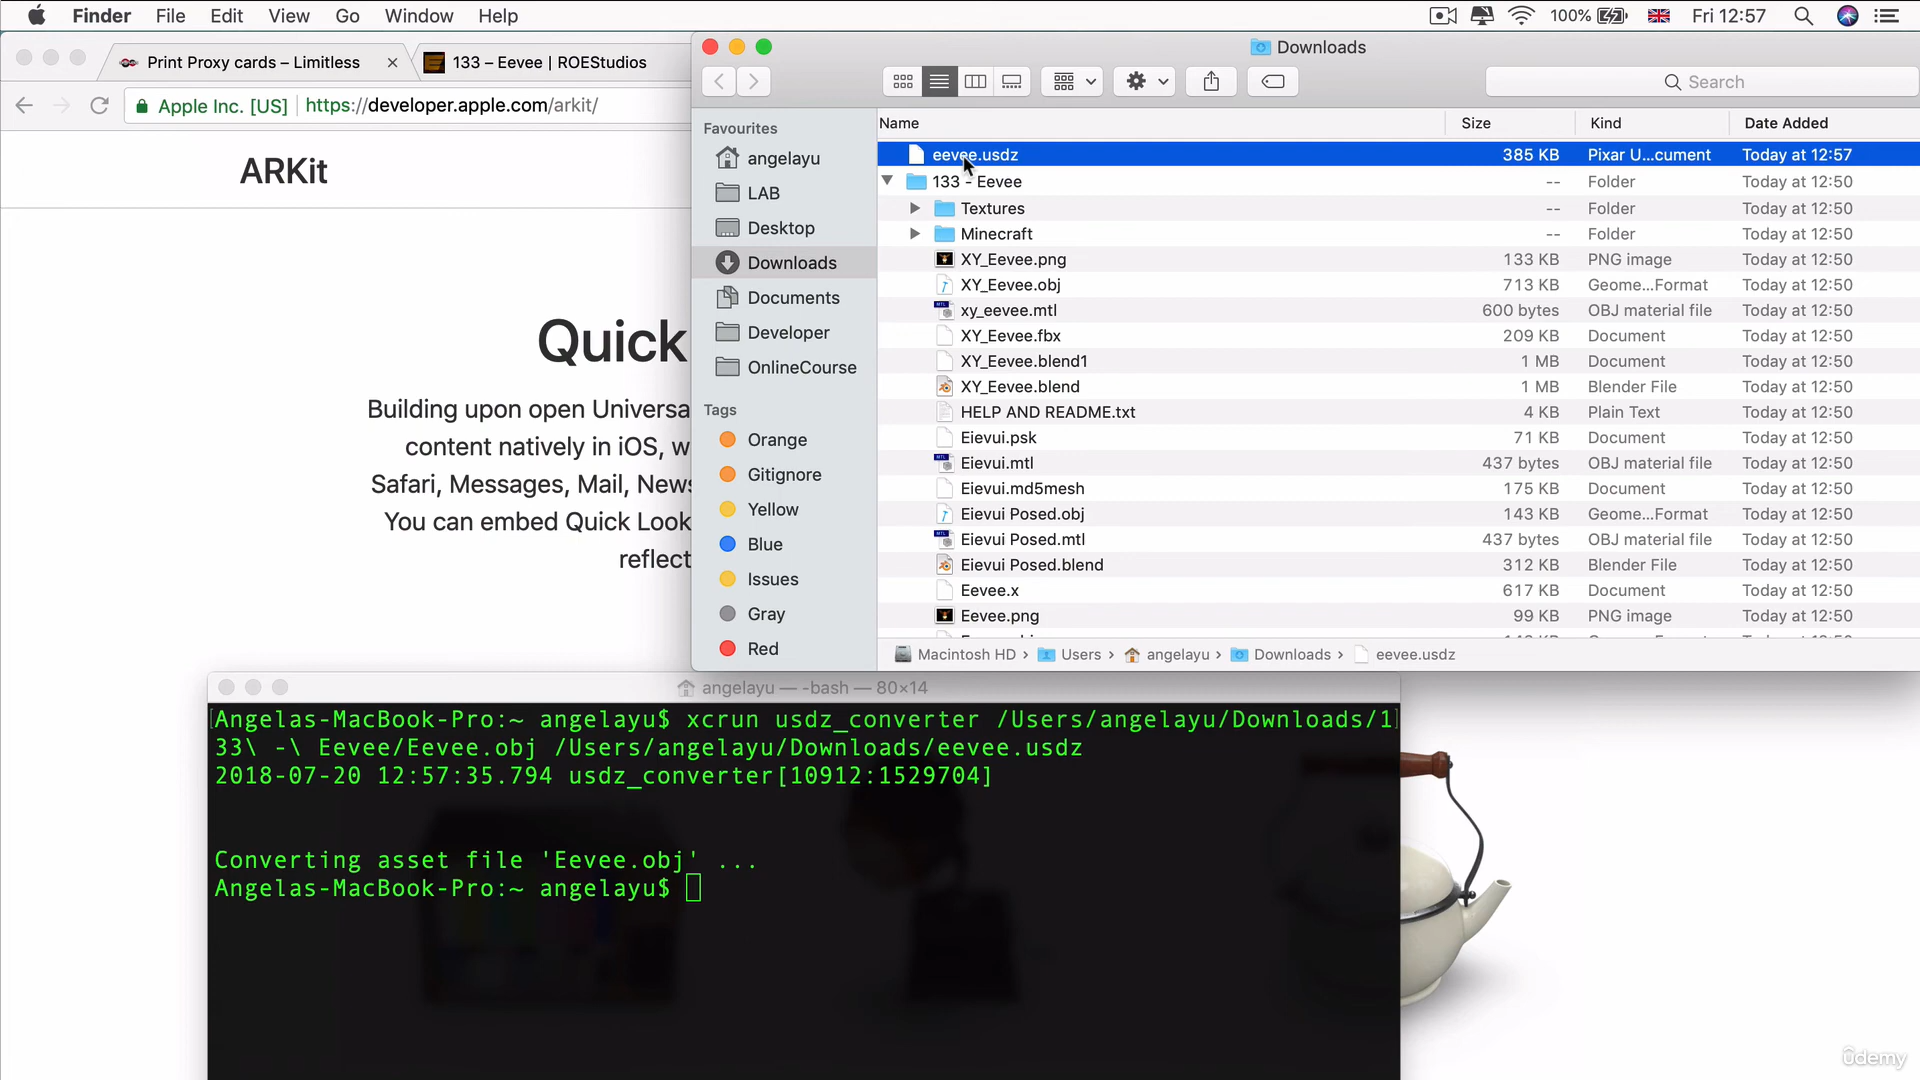 Finder File Edit View Go Window Help 100% Fri 12:57
Print Proxy cards – Limitless 133 – Eevee | ROEStudios
Apple Inc. [US] https://developer.apple.com/arkit/
ARKit
Quick
Building upon open Universa
content natively in iOS, w
Safari, Messages, Mail, News
You can embed Quick Look
reflect
Downloads
Search
Favourites
angelayu
LAB
Desktop
Downloads
Documents
Developer
OnlineCourse
Tags
Orange
Gitignore
Yellow
Blue
Issues
Gray
Red
Name Size Kind Date Added
eevee.usdz 385 KB Pixar U...cument Today at 12:57
133 - Eevee -- Folder Today at 12:50
Textures -- Folder Today at 12:50
Minecraft -- Folder Today at 12:50
XY_Eevee.png 133 KB PNG image Today at 12:50
XY_Eevee.obj 713 KB Geome...Format Today at 12:50
xy_eevee.mtl 600 bytes OBJ material file Today at 12:50
XY_Eevee.fbx 209 KB Document Today at 12:50
XY_Eevee.blend1 1 MB Document Today at 12:50
XY_Eevee.blend 1 MB Blender File Today at 12:50
HELP AND README.txt 4 KB Plain Text Today at 12:50
Eievui.psk 71 KB Document Today at 12:50
Eievui.mtl 437 bytes OBJ material file Today at 12:50
Eievui.md5mesh 175 KB Document Today at 12:50
Eievui Posed.obj 143 KB Geome...Format Today at 12:50
Eievui Posed.mtl 437 bytes OBJ material file Today at 12:50
Eievui Posed.blend 312 KB Blender File Today at 12:50
Eevee.x 617 KB Document Today at 12:50
Eevee.png 99 KB PNG image Today at 12:50
Macintosh HD › Users › angelayu › Downloads › eevee.usdz
angelayu — -bash — 80×14
[Angelas-MacBook-Pro:~ angelayu$ xcrun usdz_converter /Users/angelayu/Downloads/1]
33\ -\ Eevee/Eevee.obj /Users/angelayu/Downloads/eevee.usdz
2018-07-20 12:57:35.794 usdz_converter[10912:1529704]
Converting asset file 'Eevee.obj' ...
Angelas-MacBook-Pro:~ angelayu$
ûdemy